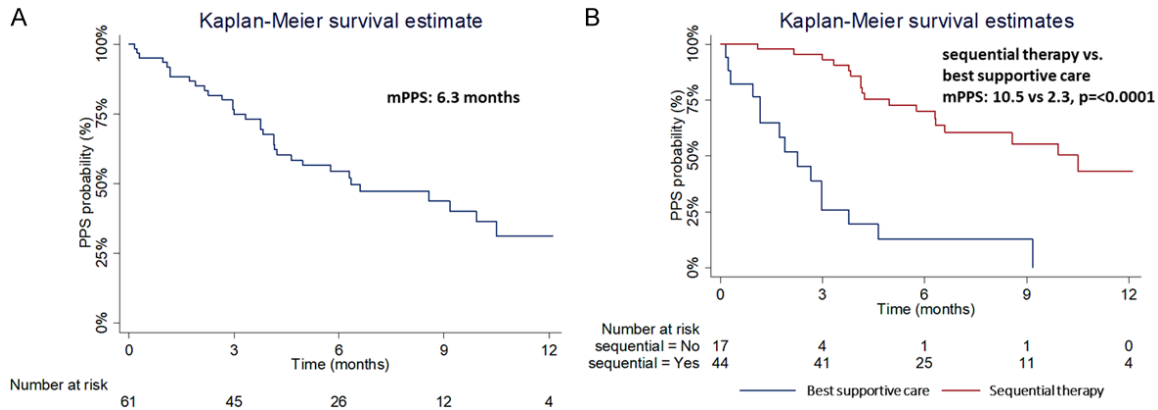 A
Kaplan-Meier survival estimate
100%
75%
50%
25%
0%
PPS probability (%)
mPPS: 6.3 months
0 3 6 9 12
Time (months)
Number at risk
61 45 26 12 4
B
Kaplan-Meier survival estimates
100%
75%
50%
25%
0%
PPS probability (%)
sequential therapy vs.
best supportive care
mPPS: 10.5 vs 2.3, p=<0.0001
0 3 6 9 12
Time (months)
Number at risk
sequential = No 17 4 1 1 0
sequential = Yes 44 41 25 11 4
Best supportive care Sequential therapy